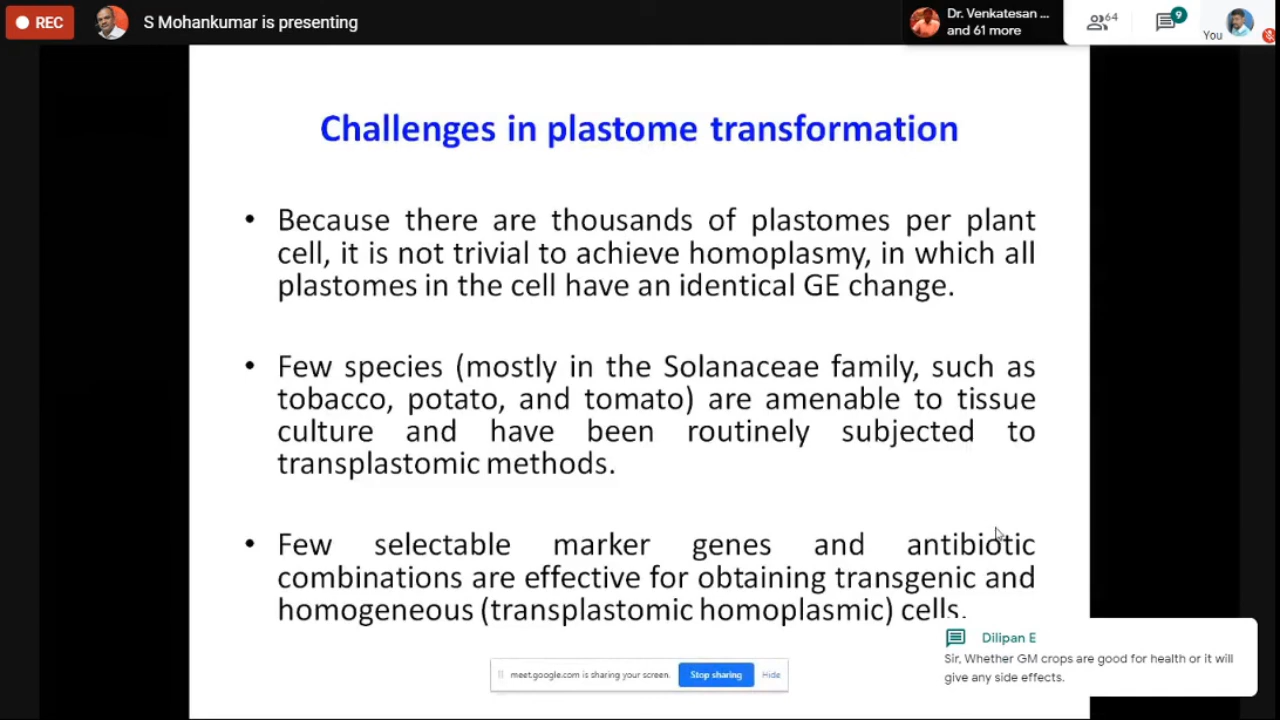 REC
S Mohankumar is presenting
Dr. Venkatesan ...
and 61 more
64
9
You
Challenges in plastome transformation
• Because there are thousands of plastomes per plant
cell, it is not trivial to achieve homoplasmy, in which all
plastomes in the cell have an identical GE change.
• Few species (mostly in the Solanaceae family, such as
tobacco, potato, and tomato) are amenable to tissue
culture and have been routinely subjected to
transplastomic methods.
• Few selectable marker genes and antibiotic
combinations are effective for obtaining transgenic and
homogeneous (transplastomic homoplasmic) cells.
Dilipan E
Sir, Whether GM crops are good for health or it will
give any side effects.
meet.google.com is sharing your screen.
Stop sharing
Hide